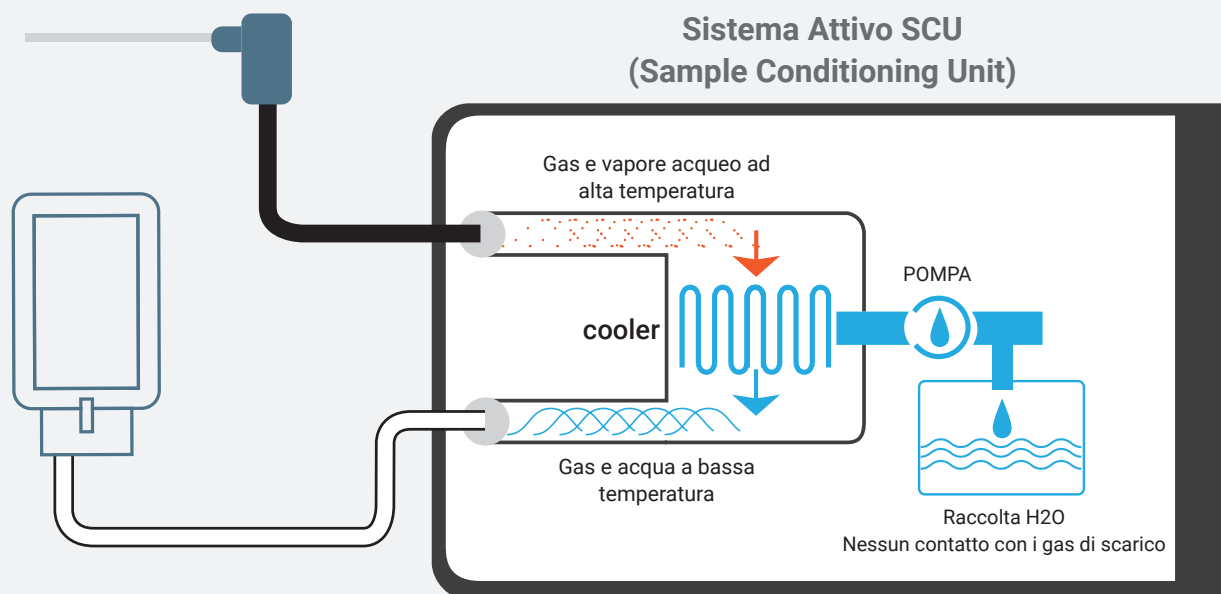 Sistema Attivo SCU
(Sample Conditioning Unit)
Gas e vapore acqueo ad
alta temperatura
cooler
POMPA
Gas e acqua a bassa
temperatura
Raccolta H2O
Nessun contatto con i gas di scarico